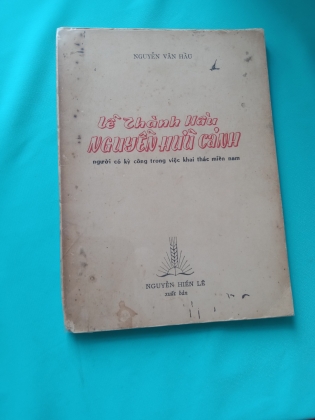 NGUYỄN VĂN HẦU
Lễ Thành Hầu
NGUYỄN HỮU CẢNH
người có kỳ công trong việc khai thác miền nam
NGUYỄN HIẾN LÊ
xuất bản